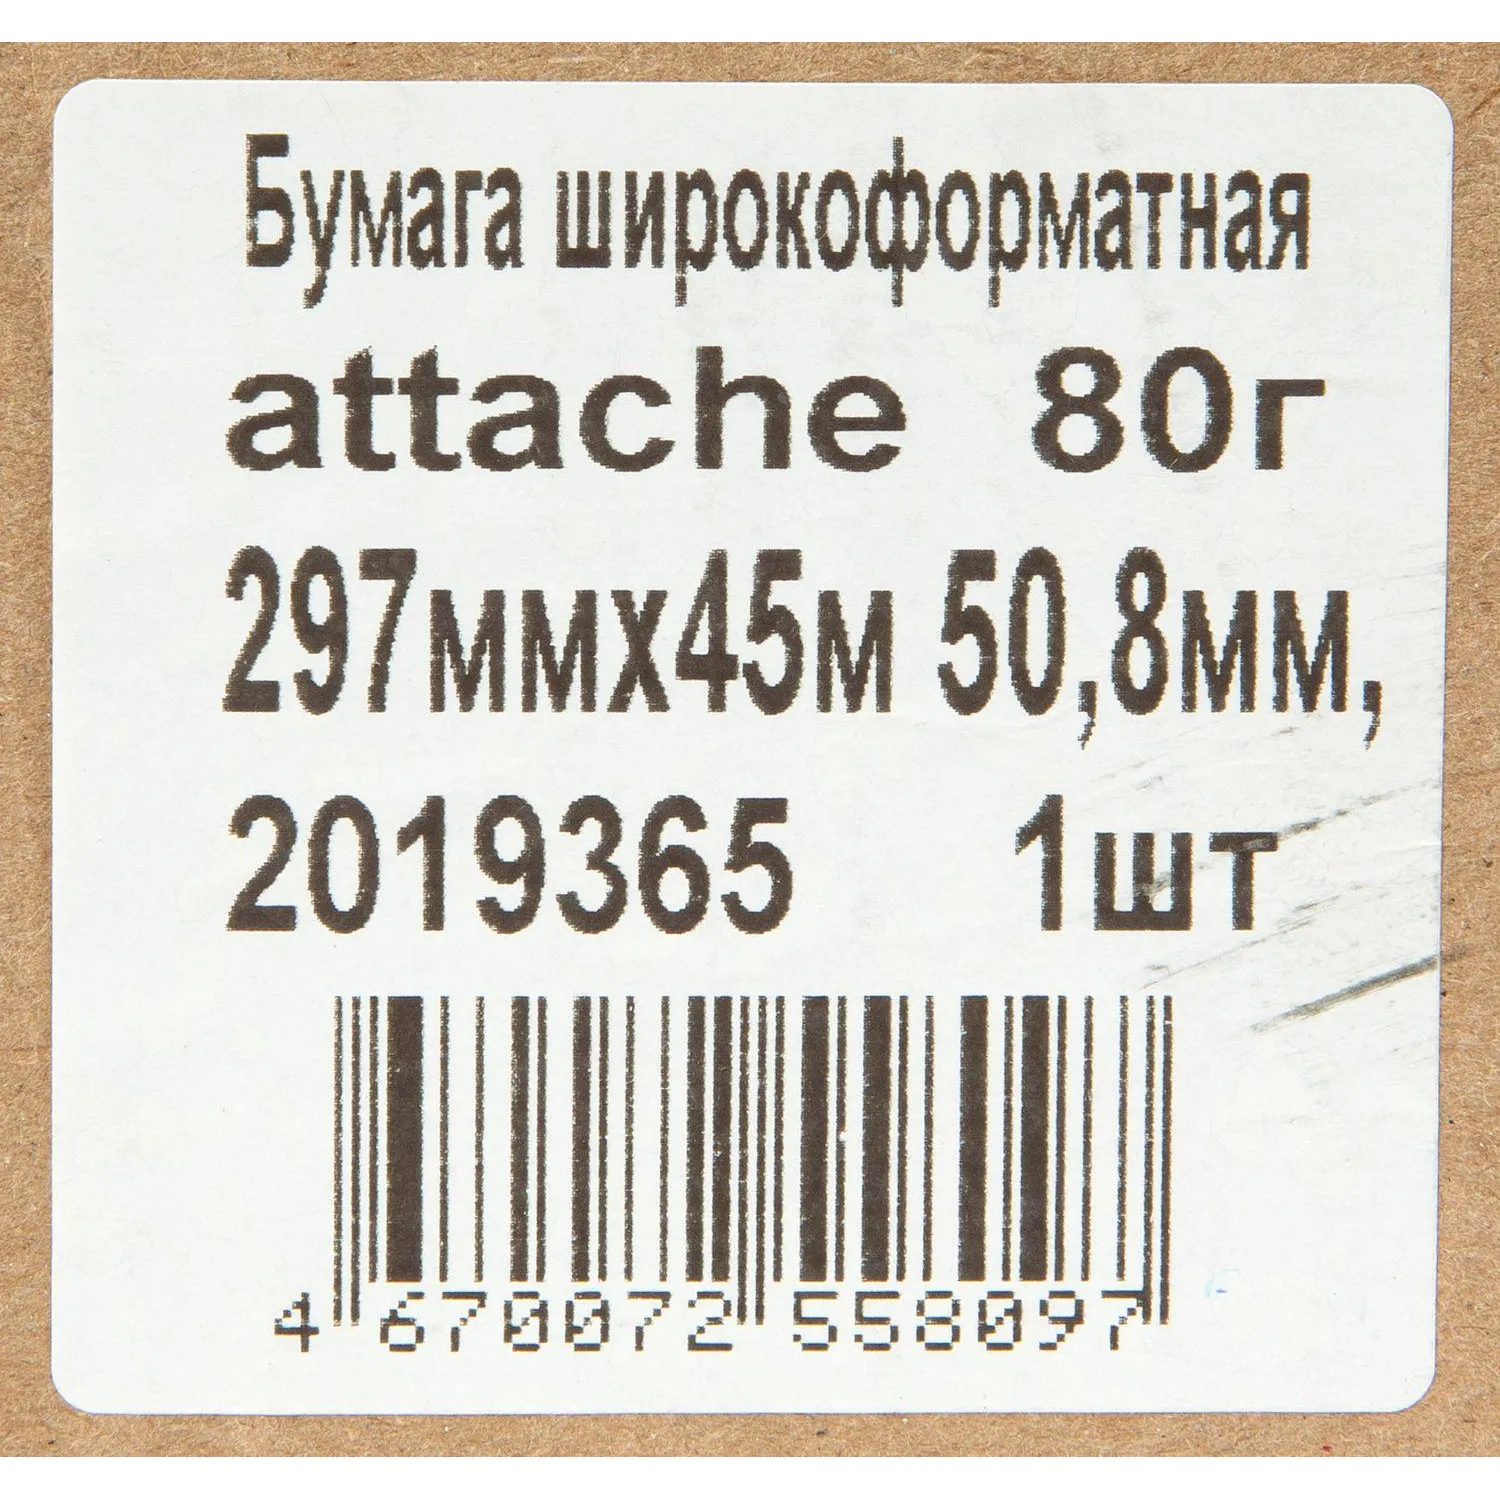 Бумага широкоформатная
attache 80г
297ммх45м 50,8мм,
2019365 1шт
4 670072 558097